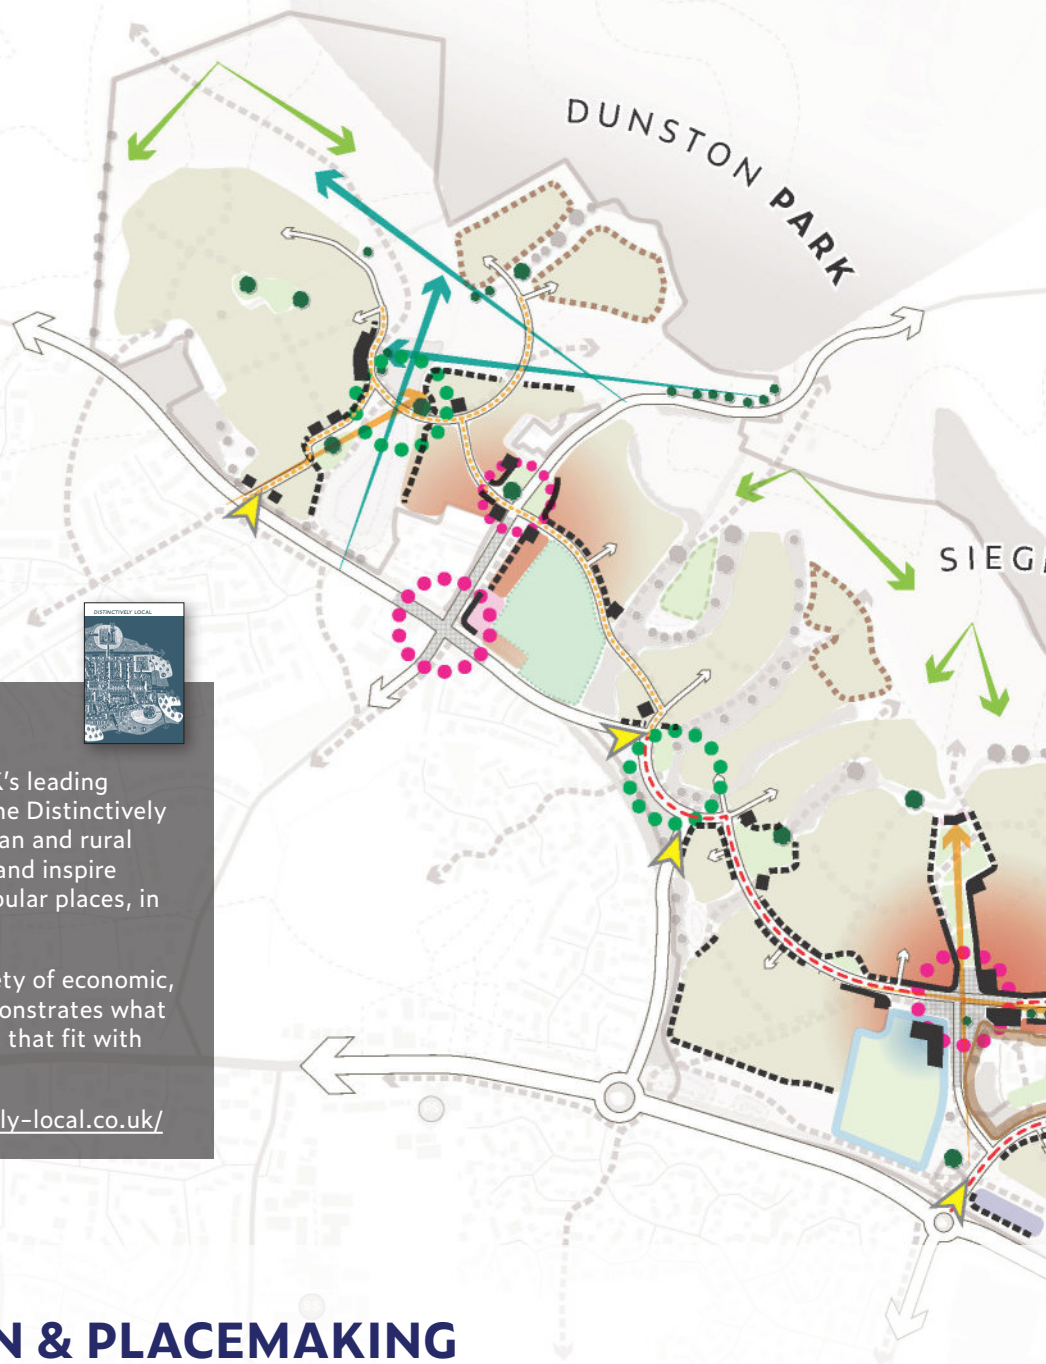 DUNSTON PARK
SIEG
DISTINCTIVELY LOCAL
K's leading
ne Distinctively
an and rural
and inspire
pular places, in
ety of economic,
onstrates what
that fit with
ly-local.co.uk/
N & PLACEMAKING